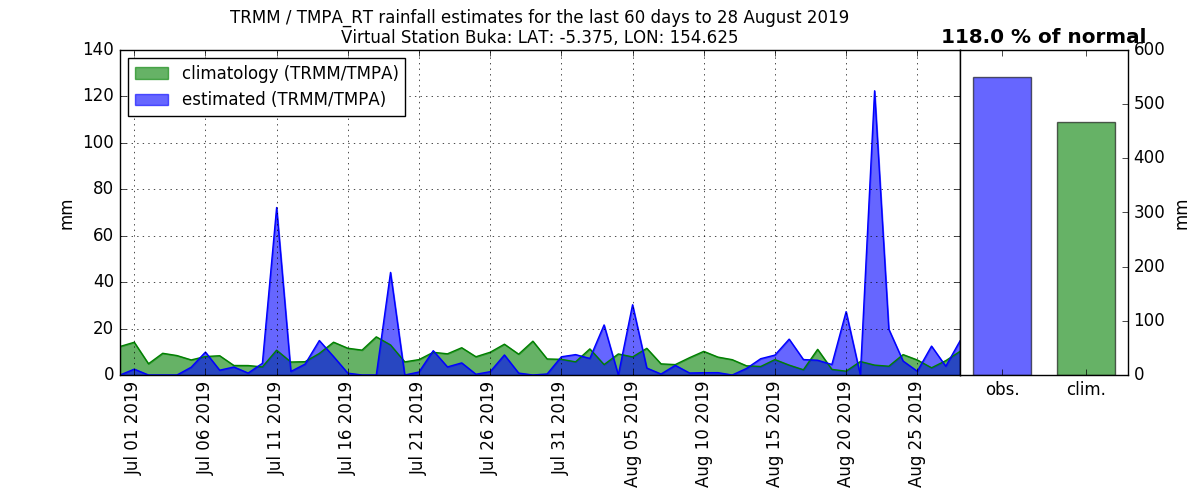 TRMM / TMPA_RT rainfall estimates for the last 60 days to 28 August 2019
Virtual Station Buka: LAT: -5.375, LON: 154.625
118.0 % of normal
climatology (TRMM/TMPA)
estimated (TRMM/TMPA)
mm
140
120
100
80
60
40
20
0
Jul 01 2019
Jul 06 2019
Jul 11 2019
Jul 16 2019
Jul 21 2019
Jul 26 2019
Jul 31 2019
Aug 05 2019
Aug 10 2019
Aug 15 2019
Aug 20 2019
Aug 25 2019
obs.
clim.
600
500
400
300
200
100
0
mm